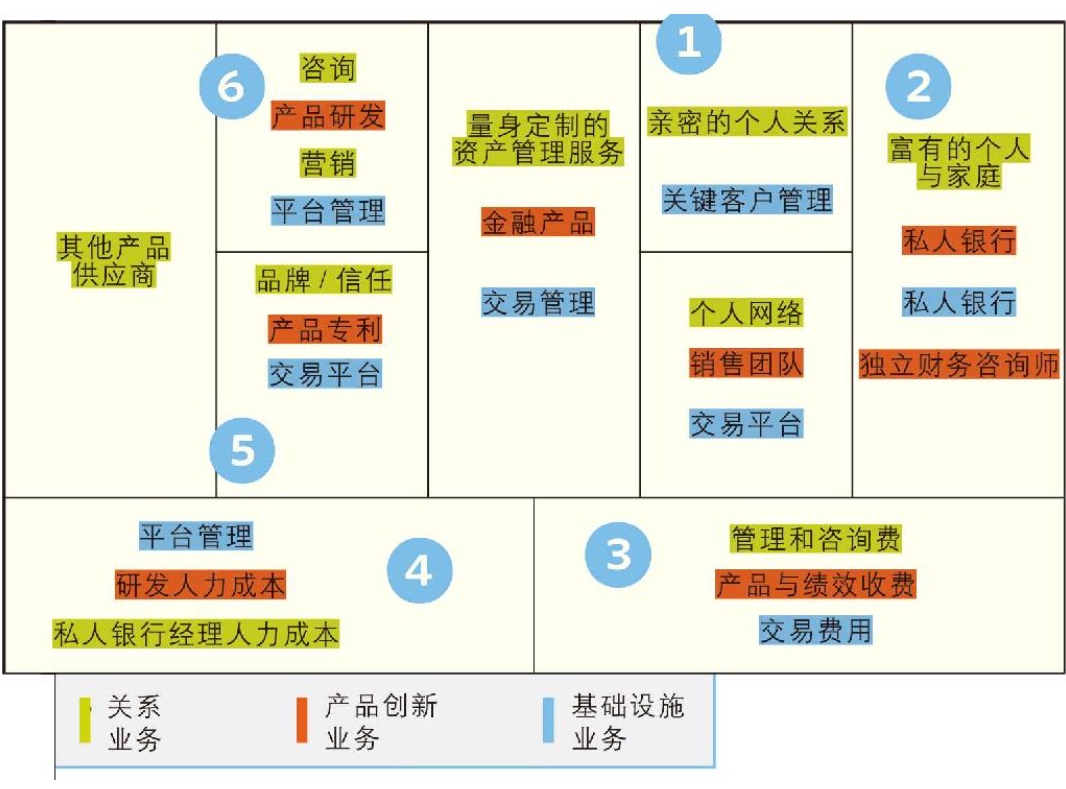 其他产品
供应商
6
咨询
产品研发
营销
平台管理
品牌 / 信任
产品专利
交易平台
5
量身定制的
资产管理服务
金融产品
交易管理
1
亲密的个人关系
关键客户管理
个人网络
销售团队
交易平台
2
富有的个人
与家庭
私人银行
私人银行
独立财务咨询师
平台管理
研发人力成本
私人银行经理人力成本
4
3
管理和咨询费
产品与绩效收费
交易费用
关系
业务
产品创新
业务
基础设施
业务